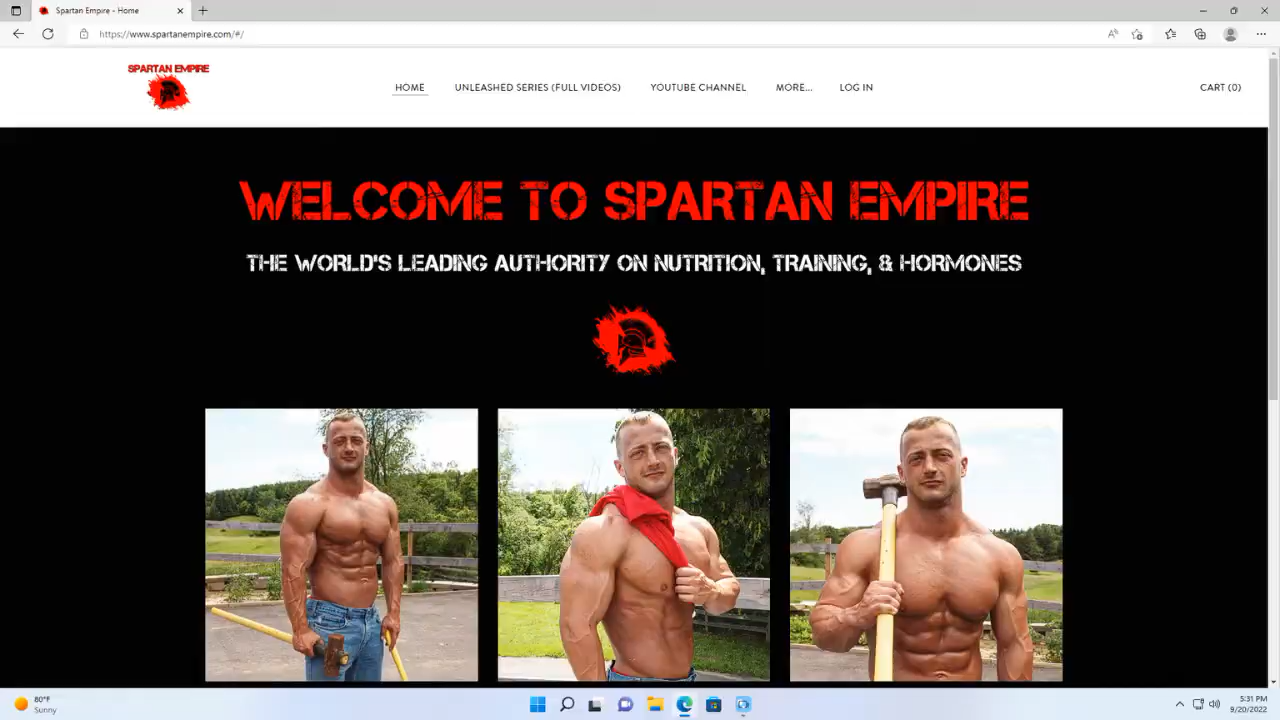 Spartan Empire - Home
https://www.spartanempire.com/#/
SPARTAN EMPIRE
HOME
UNLEASHED SERIES (FULL VIDEOS)
YOUTUBE CHANNEL
MORE...
LOG IN
CART (0)
WELCOME TO SPARTAN EMPIRE
THE WORLD'S LEADING AUTHORITY ON NUTRITION, TRAINING, & HORMONES
80°F
Sunny
5:31 PM
9/20/2022